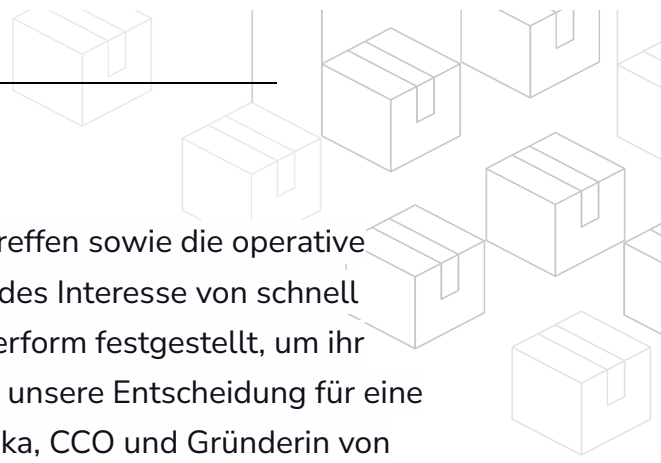 reffen sowie die operative
des Interesse von schnell
erform festgestellt, um ihr
unsere Entscheidung für eine
ka, CCO und Gründerin von